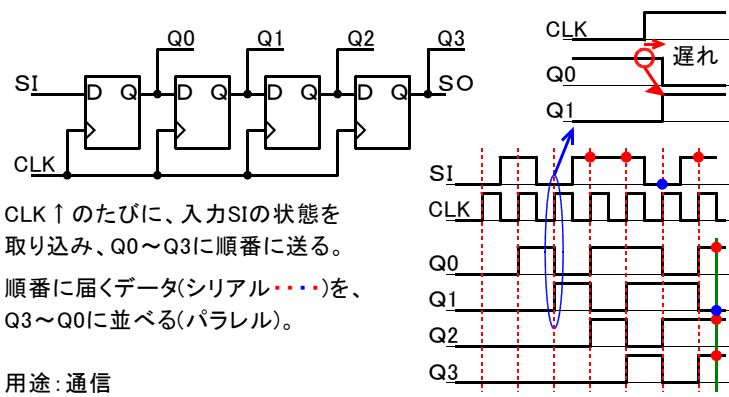 Q0 Q1 Q2 Q3
SI D Q D Q D Q D Q SO
CLK
CLK↑のたびに、入力SIの状態を
取り込み、Q0～Q3に順番に送る。
順番に届くデータ(シリアル････)を、
Q3～Q0に並べる(パラレル)。
用途：通信
CLK
遅れ
Q0
Q1
SI
CLK
Q0
Q1
Q2
Q3